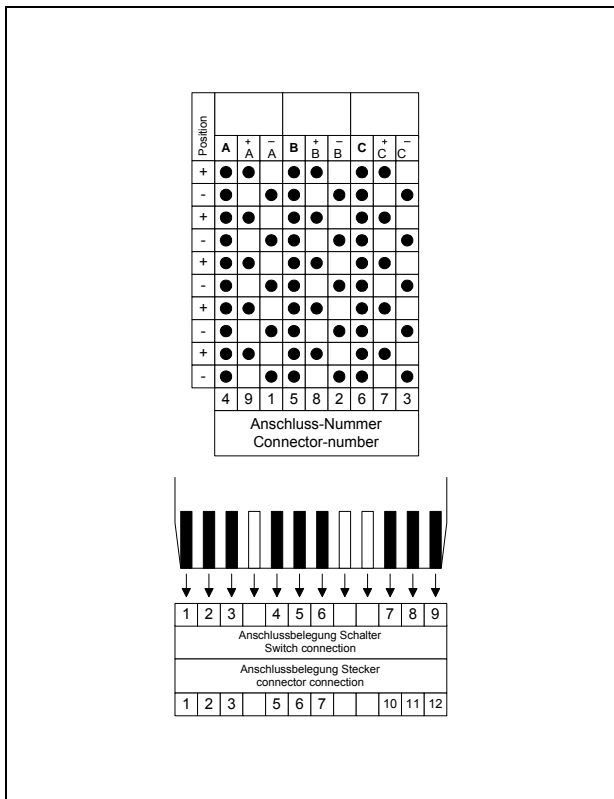 Position
A + A – A B + B – B C + C – C
+
-
+
-
+
-
+
-
+
-
4 9 1 5 8 2 6 7 3
Anschluss-Nummer
Connector-number
1 2 3 4 5 6 7 8 9
Anschlussbelegung Schalter
Switch connection
Anschlussbelegung Stecker
connector connection
1 2 3 5 6 7 10 11 12